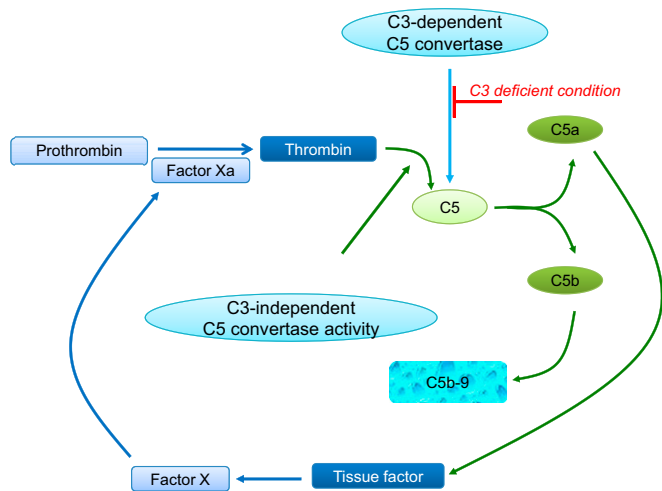 C3-dependent
C5 convertase
C3 deficient condition
C5a
Prothrombin
Thrombin
Factor Xa
C5
C5b
C3-independent
C5 convertase activity
C5b-9
Factor X
Tissue factor